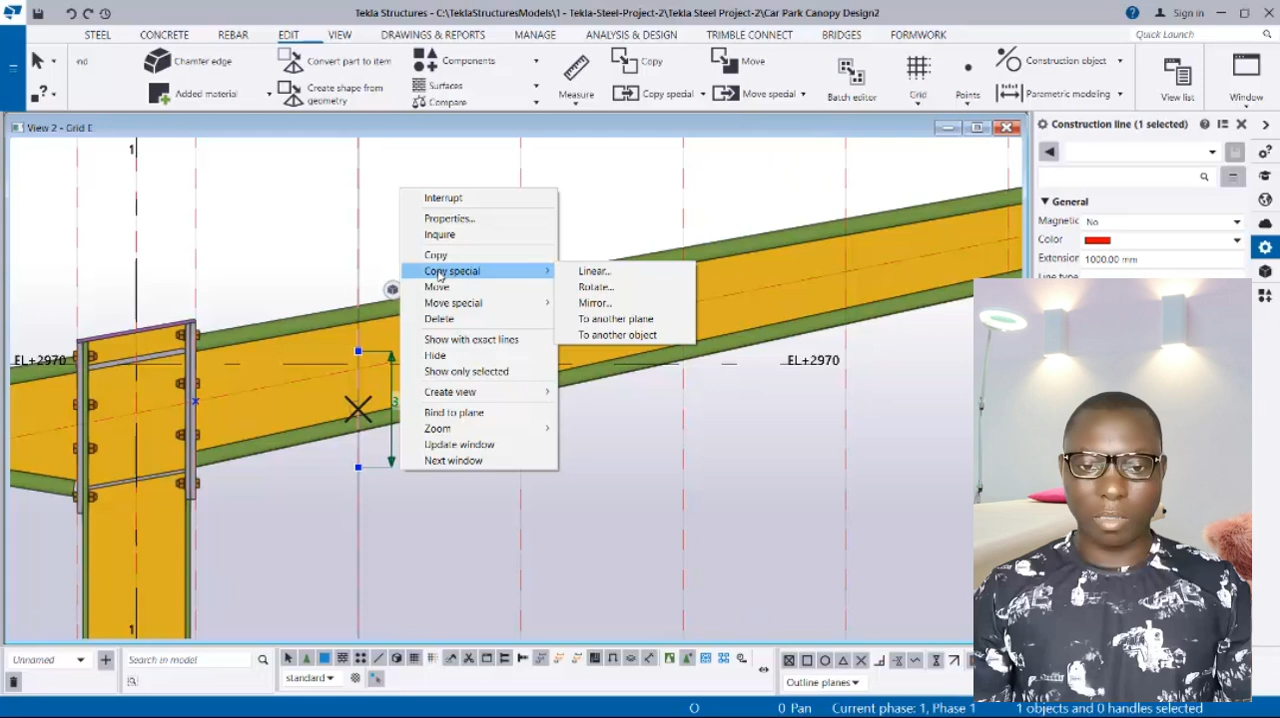 Tekla Structures - C:\TeklaStructuresModels\1 - Tekla-Steel-Project-2\Tekla Steel Project-2\Car Park Canopy Design2
Sign in
STEEL CONCRETE REBAR EDIT VIEW DRAWINGS & REPORTS MANAGE ANALYSIS & DESIGN TRIMBLE CONNECT BRIDGES FORMWORK Quick Launch
nd Chamfer edge Convert part to item Components Copy Move Construction object
Surfaces
Added material Create shape from geometry Compare Measure Copy special Move special Batch editor Grid Points Parametric modeling View list Window
View 2 - Grid E
Construction line (1 selected)
General
Magnetic No
Color
Extension 1000.00 mm
1
Interrupt
Properties...
Inquire
Copy
Copy special
Move
Move special
Delete
Show with exact lines
Hide
Show only selected
Create view
Bind to plane
Zoom
Update window
Next window
Linear...
Rotate...
Mirror...
To another plane
To another object
EL+2970
EL+2970
1
Unnamed Search in model
standard Outline planes
O 0 Pan Current phase: 1, Phase 1 1 objects and 0 handles selected